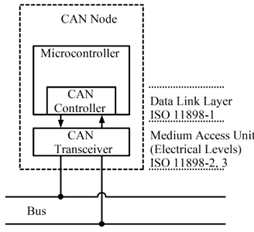 CAN Node
Microcontroller
CAN
Controller
Data Link Layer
ISO 11898-1
CAN
Transceiver
Medium Access Unit
(Electrical Levels)
ISO 11898-2, 3
Bus